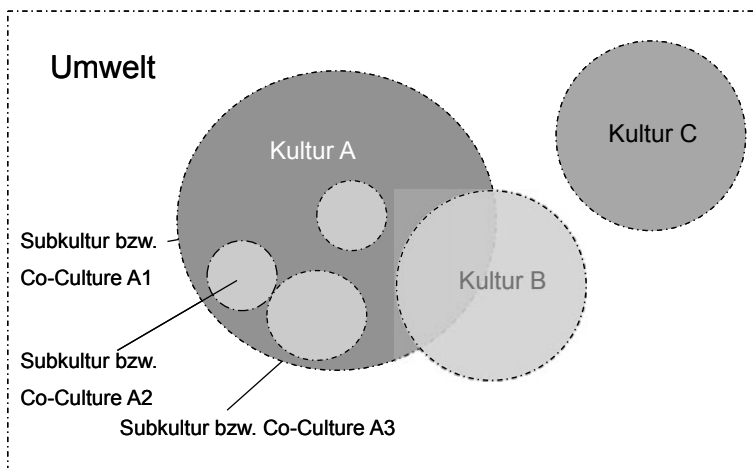 Umwelt
Kultur A
Kultur C
Subkultur bzw.
Co-Culture A1
Kultur B
Subkultur bzw.
Co-Culture A2
Subkultur bzw. Co-Culture A3